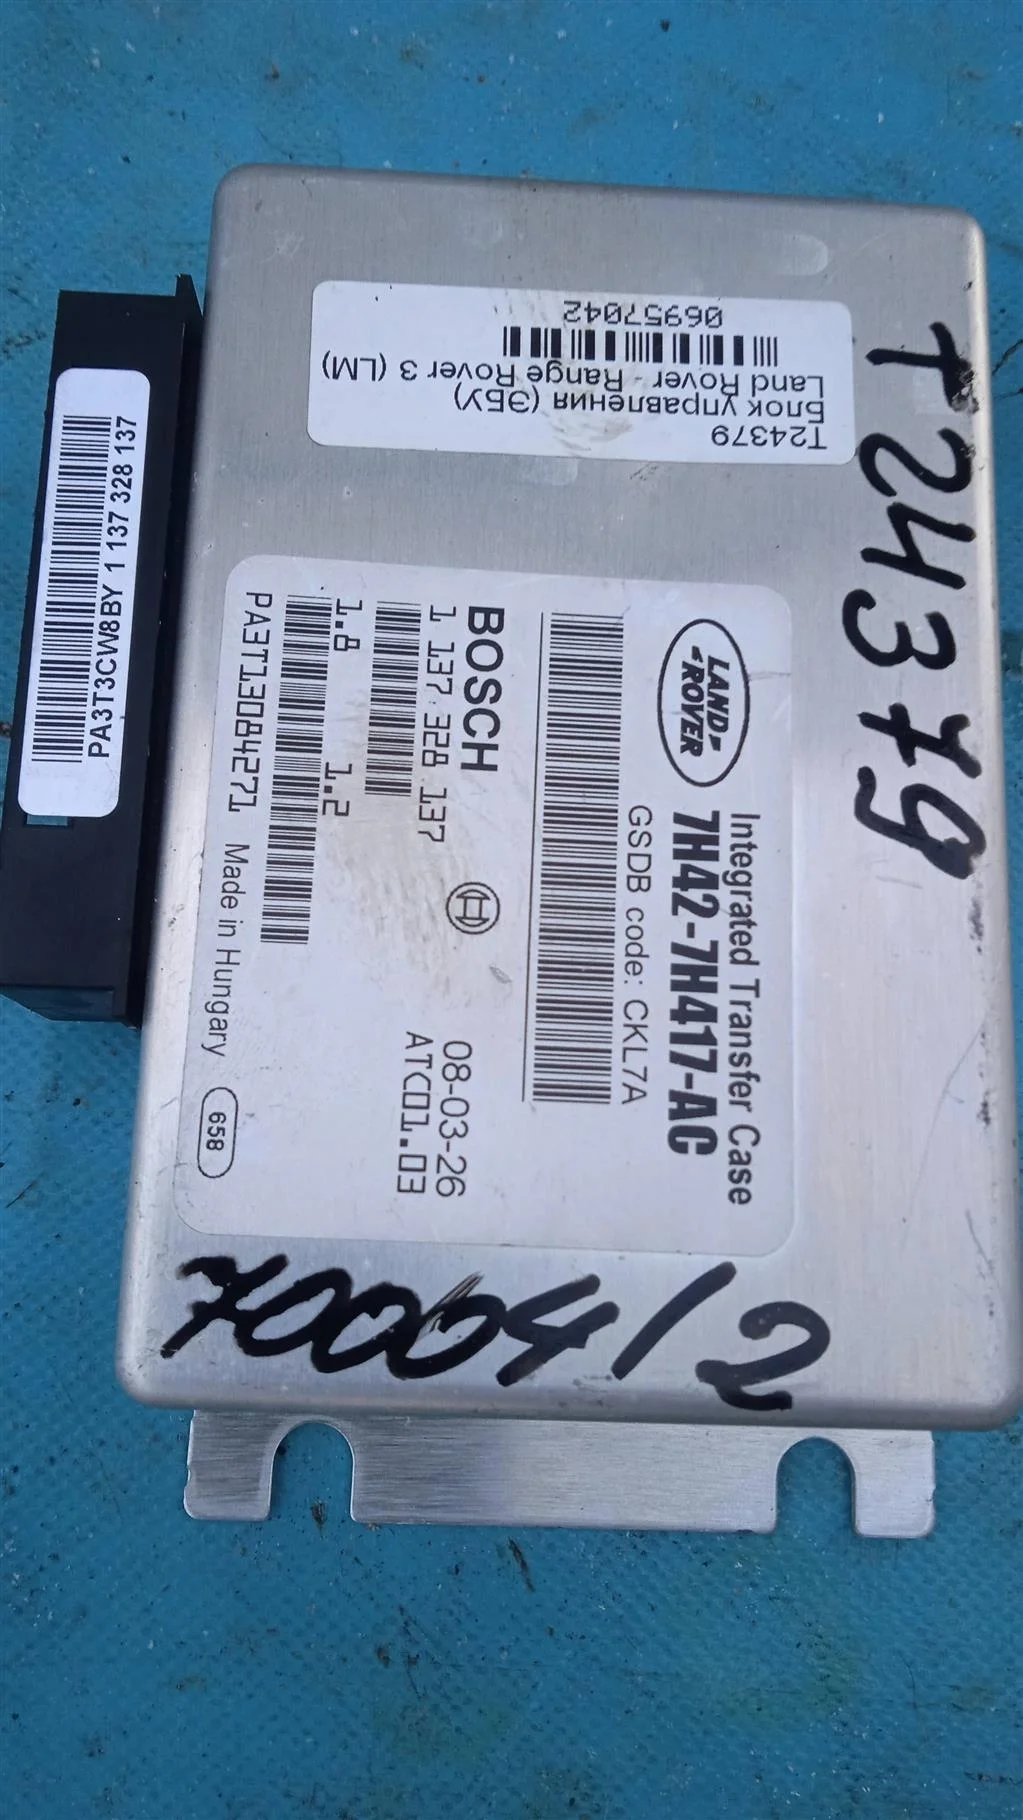 T24379
Блок управления (ЭБУ)
Land Rover - Range Rover 3 (LM)
06957042
T24379
PA3T3CW8BY 1 137 328 137
LAND-
-ROVER
Integrated Transfer Case
7H42-7H417-AC
GSDB code: CKL7A
BOSCH
08-03-26
1 137 328 137
ATC01.03
1.8 1.2
PA3T13084271 Made in Hungary 658
70004/2